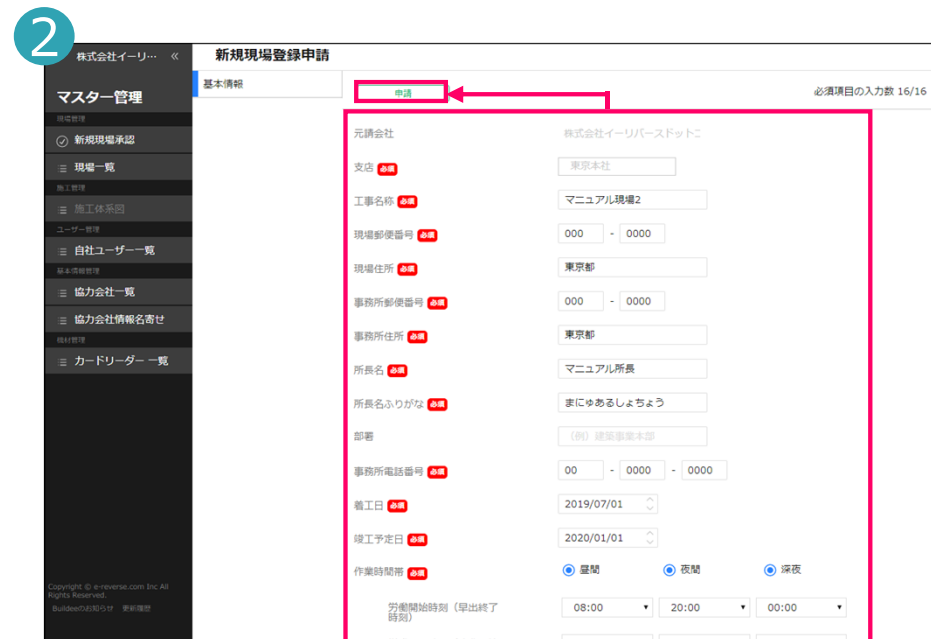 2
株式会社イーリ… «
新規現場登録申請
マスター管理
現場管理
新規現場承認
現場一覧
施工管理
施工体系図
ユーザー管理
自社ユーザー一覧
基本情報管理
協力会社一覧
協力会社情報名寄せ
機材管理
カードリーダー 一覧
Copyright © e-reverse.com Inc All
Rights Reserved.
Buildeeのお知らせ 更新履歴
基本情報
申請
必須項目の入力数 16/16
元請会社 株式会社イーリバースドットコ
支店 必須 東京本社
工事名称 必須 マニュアル現場2
現場郵便番号 必須 000 - 0000
現場住所 必須 東京都
事務所郵便番号 必須 000 - 0000
事務所住所 必須 東京都
所長名 必須 マニュアル所長
所長名ふりがな 必須 まにゅあるしょちょう
部署 (例) 建築事業本部
事務所電話番号 必須 00 - 0000 - 0000
着工日 必須 2019/07/01
竣工予定日 必須 2020/01/01
作業時間帯 必須 昼間 夜間 深夜
労働開始時刻（早出終了 08:00 20:00 00:00
時刻）